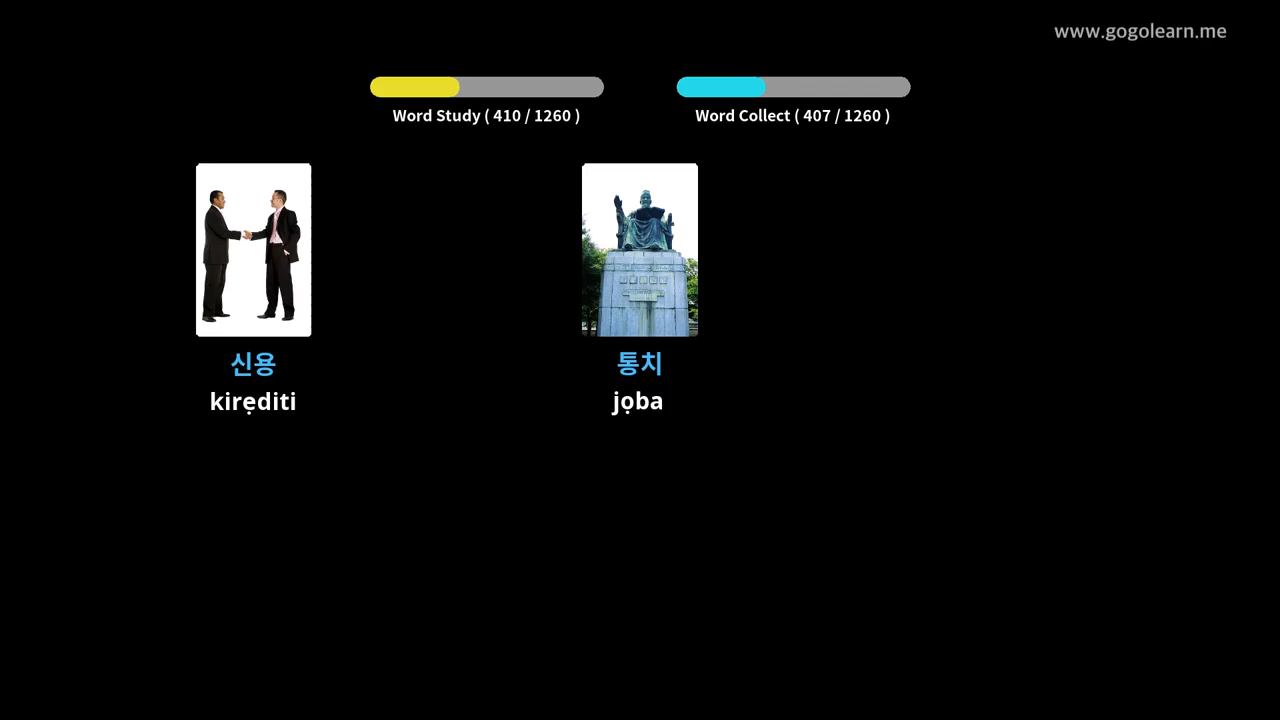 www.gogolearn.me
Word Study ( 410 / 1260 )
Word Collect ( 407 / 1260 )
신용
kirẹditi
통치
jọba